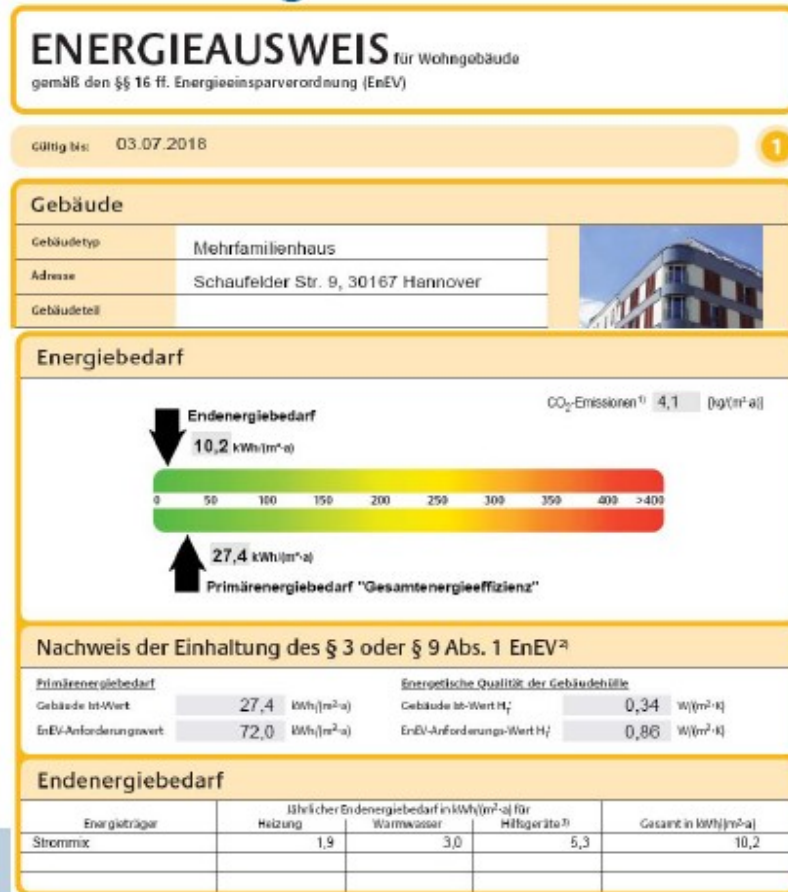 ENERGIEAUSWEIS für Wohngebäude
gemäß den §§ 16 ff. Energieeinsparverordnung (EnEV)
Gültig bis: 03.07.2018
1
Gebäude
Gebäudetyp Mehrfamilienhaus
Adresse Schaufelder Str. 9, 30167 Hannover
Gebäudeteil
Energiebedarf
CO2-Emissionen 1) 4,1 [kg/(m²·a)]
Endenergiebedarf
10,2 kWh/(m²·a)
0 50 100 150 200 250 300 350 400 >400
27,4 kWh/(m²·a)
Primärenergiebedarf "Gesamtenergieeffizienz"
Nachweis der Einhaltung des § 3 oder § 9 Abs. 1 EnEV 2)
Primärenergiebedarf Energetische Qualität der Gebäudehülle
Gebäude Ist-Wert 27,4 kWh/(m²·a) Gebäude Ist-Wert HT' 0,34 W/(m²·K)
EnEV-Anforderungswert 72,0 kWh/(m²·a) EnEV-Anforderungs-Wert HT' 0,86 W/(m²·K)
Endenergiebedarf
Jährlicher Endenergiebedarf in kWh/(m²·a) für
Energieträger Heizung Warmwasser Hilfsgeräte 3) Gesamt in kWh/(m²·a)
Strommix 1,9 3,0 5,3 10,2